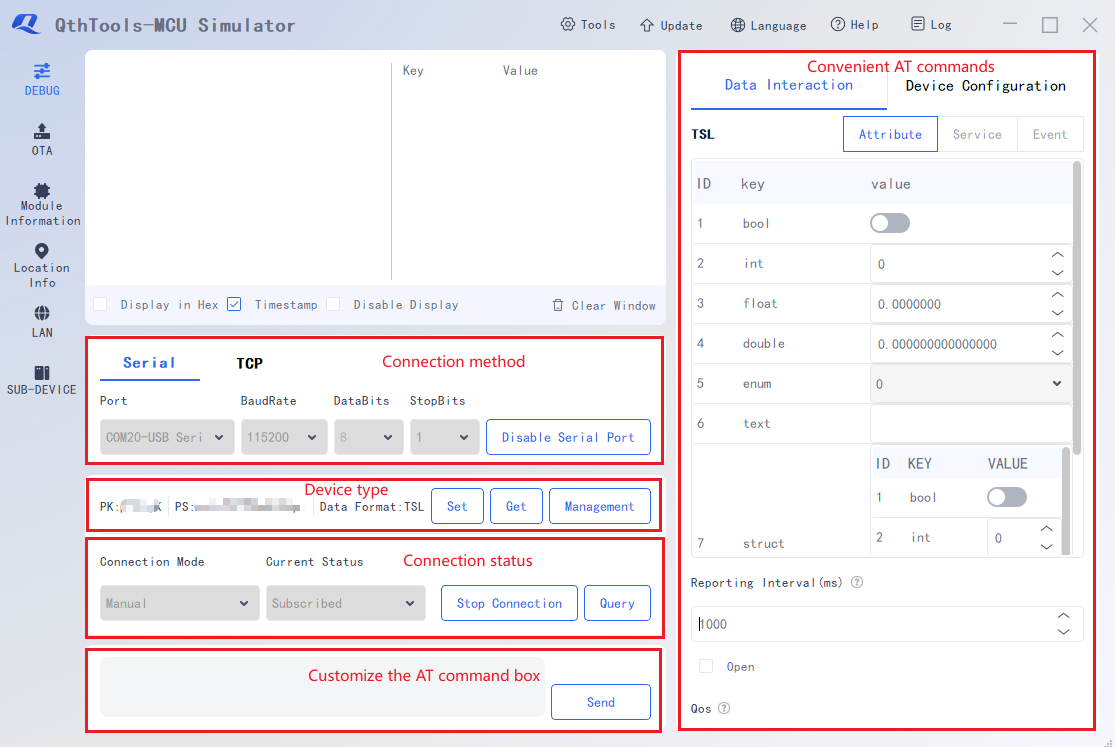 QthTools-MCU Simulator
Tools
Update
Language
Help
Log
DEBUG
OTA
Module
Information
Location
Info
LAN
SUB-DEVICE
Key
Value
Display in Hex
Timestamp
Disable Display
Clear Window
Serial
TCP
Connection method
Port
BaudRate
DataBits
StopBits
COM20-USB Seri
115200
8
1
Disable Serial Port
Device type
PK:
PS:
Data Format:TSL
Set
Get
Management
Connection Mode
Current Status
Connection status
Manual
Subscribed
Stop Connection
Query
Customize the AT command box
Send
Convenient AT commands
Data Interaction
Device Configuration
TSL
Attribute
Service
Event
ID key value
1 bool
2 int 0
3 float 0.0000000
4 double 0.000000000000000
5 enum 0
6 text
ID KEY VALUE
1 bool
2 int 0
7 struct
Reporting Interval(ms) ?
1000
Open
Qos ?